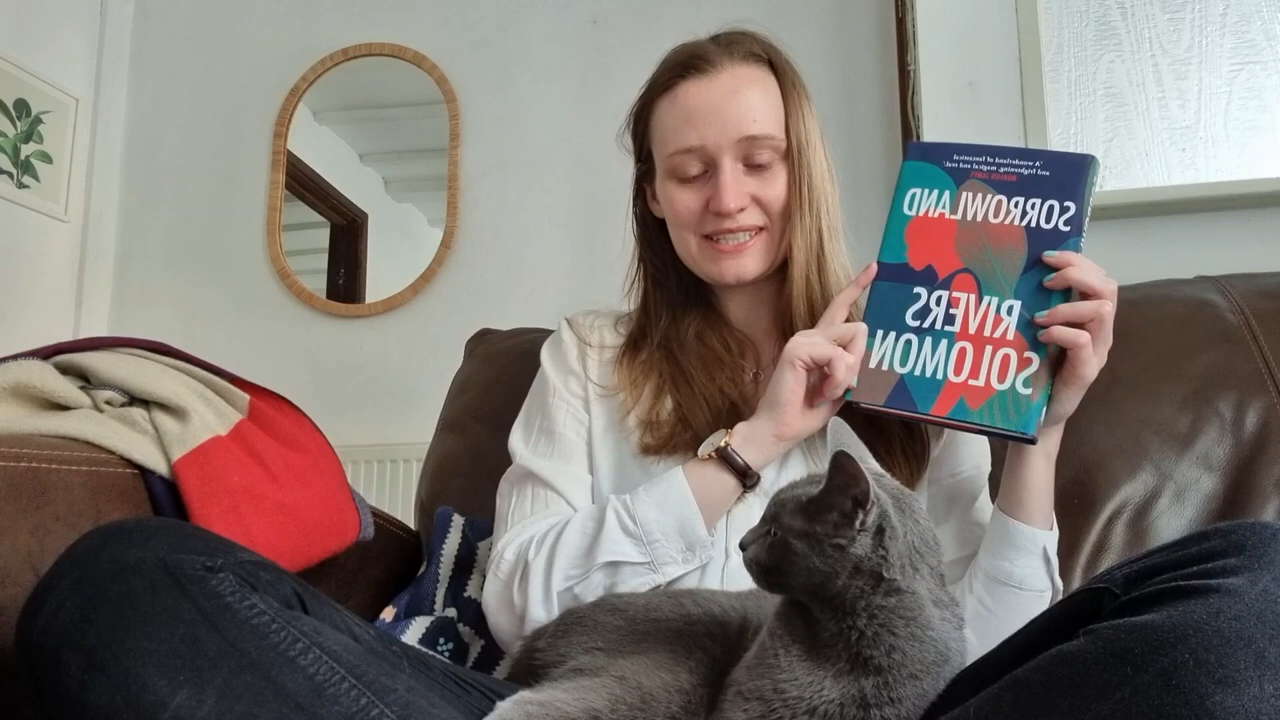 'A wonderland of fantastical
and frightening, magical and real.'
MARLON JAMES
SORROWLAND
RIVERS
SOLOMON